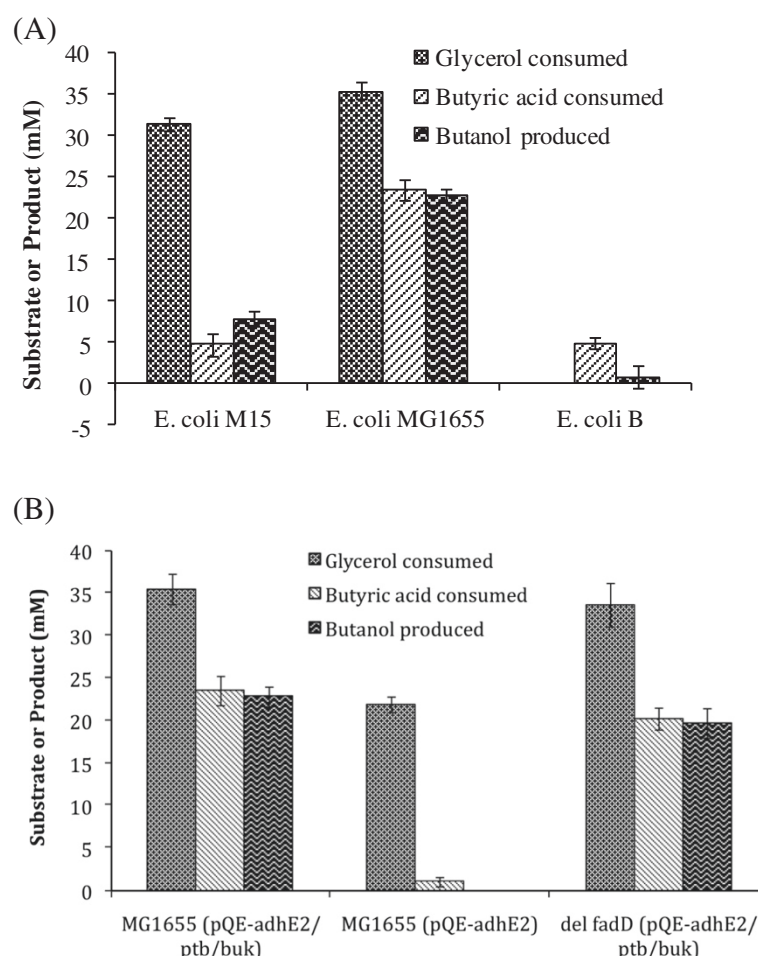 (A)
40
35
30
25
20
15
10
5
0
-5
Substrate or Product (mM)
Glycerol consumed
Butyric acid consumed
Butanol produced
E. coli M15
E. coli MG1655
E. coli B
(B)
40
35
30
25
20
15
10
5
0
Substrate or Product (mM)
Glycerol consumed
Butyric acid consumed
Butanol produced
MG1655 (pQE-adhE2/
ptb/buk)
MG1655 (pQE-adhE2)
del fadD (pQE-adhE2/
ptb/buk)